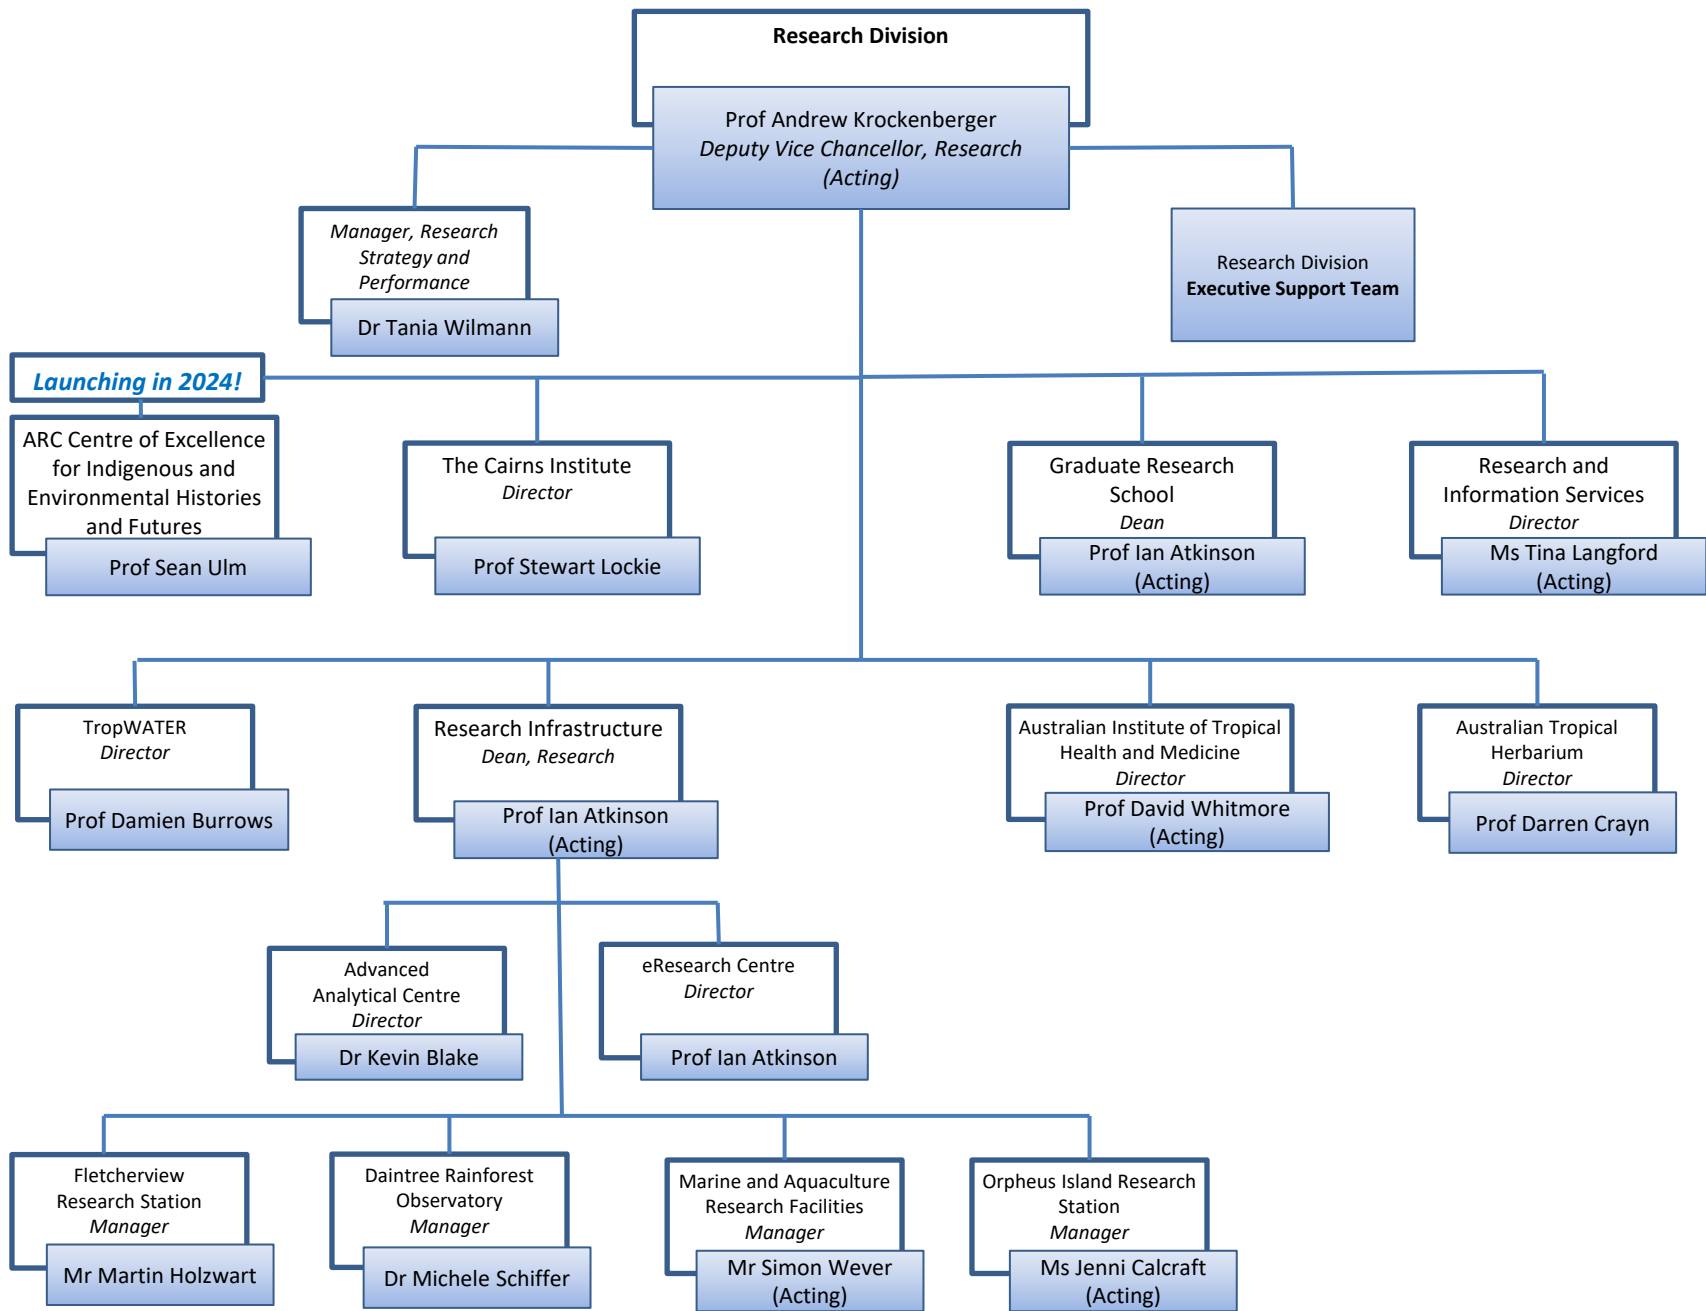 Research Division
Prof Andrew Krockenberger
Deputy Vice Chancellor, Research
(Acting)
Manager, Research
Strategy and
Performance
Dr Tania Wilmann
Research Division
Executive Support Team
Launching in 2024!
ARC Centre of Excellence
for Indigenous and
Environmental Histories
and Futures
Prof Sean Ulm
The Cairns Institute
Director
Prof Stewart Lockie
Graduate Research
School
Dean
Prof Ian Atkinson
(Acting)
Research and
Information Services
Director
Ms Tina Langford
(Acting)
TropWATER
Director
Prof Damien Burrows
Research Infrastructure
Dean, Research
Prof Ian Atkinson
(Acting)
Australian Institute of Tropical
Health and Medicine
Director
Prof David Whitmore
(Acting)
Australian Tropical
Herbarium
Director
Prof Darren Crayn
Advanced
Analytical Centre
Director
Dr Kevin Blake
eResearch Centre
Director
Prof Ian Atkinson
Fletcherview
Research Station
Manager
Mr Martin Holzwart
Daintree Rainforest
Observatory
Manager
Dr Michele Schiffer
Marine and Aquaculture
Research Facilities
Manager
Mr Simon Wever
(Acting)
Orpheus Island Research
Station
Manager
Ms Jenni Calcraft
(Acting)